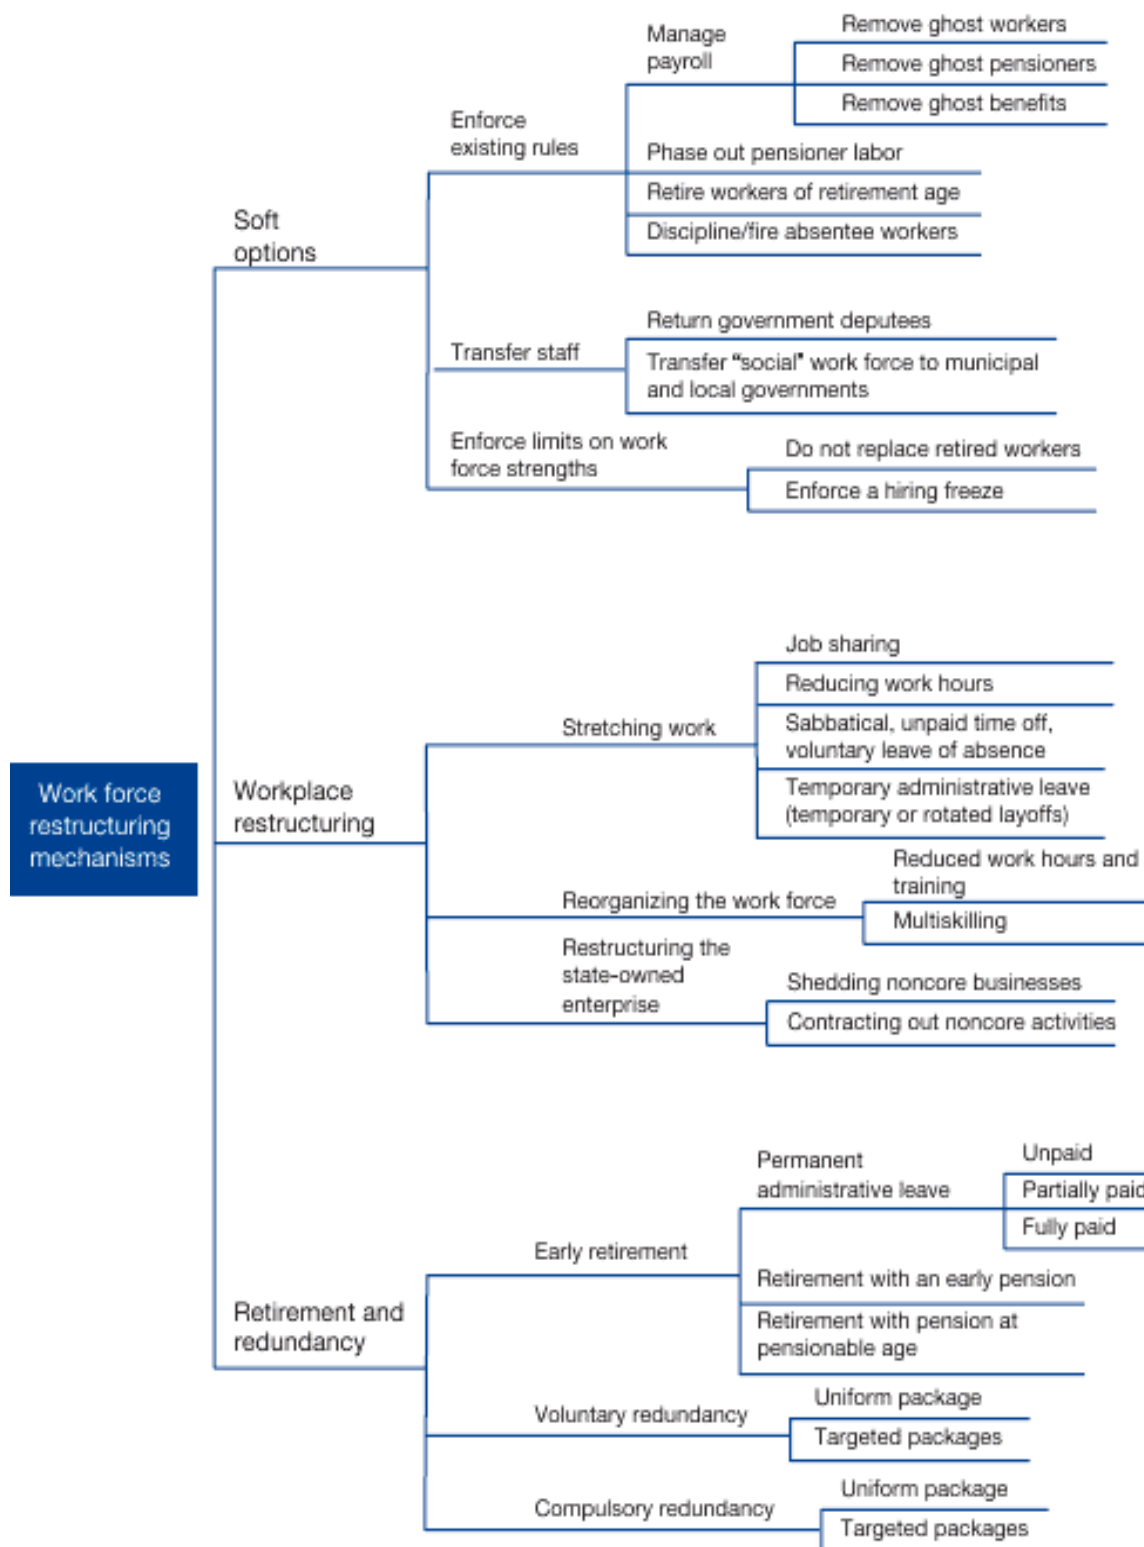 Work force
restructuring
mechanisms
Soft
options
Enforce
existing rules
Manage
payroll
Remove ghost workers
Remove ghost pensioners
Remove ghost benefits
Phase out pensioner labor
Retire workers of retirement age
Discipline/fire absentee workers
Transfer staff
Return government deputees
Transfer "social" work force to municipal
and local governments
Enforce limits on work
force strengths
Do not replace retired workers
Enforce a hiring freeze
Workplace
restructuring
Stretching work
Job sharing
Reducing work hours
Sabbatical, unpaid time off,
voluntary leave of absence
Temporary administrative leave
(temporary or rotated layoffs)
Reorganizing the work force
Reduced work hours and
training
Multiskilling
Restructuring the
state-owned
enterprise
Shedding noncore businesses
Contracting out noncore activities
Retirement and
redundancy
Early retirement
Permanent
administrative leave
Unpaid
Partially paid
Fully paid
Retirement with an early pension
Retirement with pension at
pensionable age
Voluntary redundancy
Uniform package
Targeted packages
Compulsory redundancy
Uniform package
Targeted packages